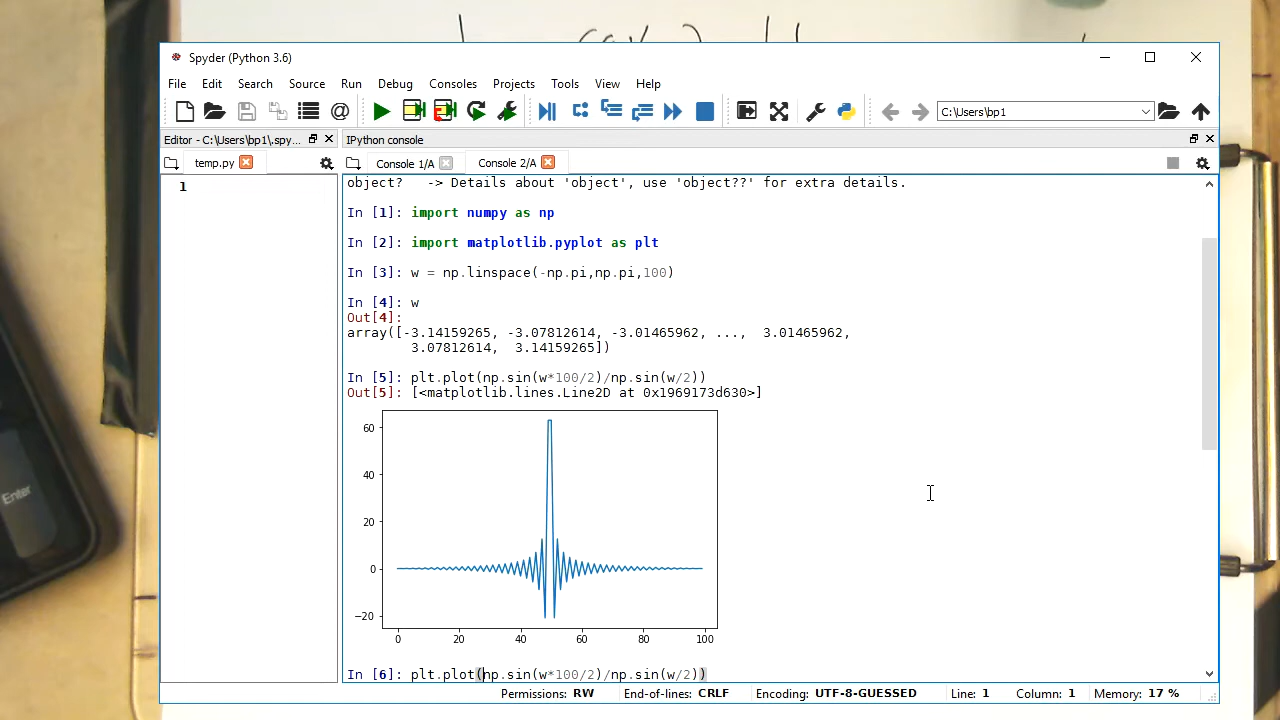 Spyder (Python 3.6)
File Edit Search Source Run Debug Consoles Projects Tools View Help
C:\Users\bp1
Editor - C:\Users\bp1\.spy...
IPython console
temp.py
Console 1/A
Console 2/A
1
object?   -> Details about 'object', use 'object??' for extra details.
In [1]: import numpy as np
In [2]: import matplotlib.pyplot as plt
In [3]: w = np.linspace(-np.pi,np.pi,100)
In [4]: w
Out[4]:
array([-3.14159265, -3.07812614, -3.01465962, ...,  3.01465962,
3.07812614,  3.14159265])
In [5]: plt.plot(np.sin(w*100/2)/np.sin(w/2))
Out[5]: [<matplotlib.lines.Line2D at 0x1969173d630>]
60
40
20
0
−20
0 20 40 60 80 100
In [6]: plt.plot(np.sin(w*100/2)/np.sin(w/2))
Permissions: RW End-of-lines: CRLF Encoding: UTF-8-GUESSED Line: 1 Column: 1 Memory: 17 %
Enter